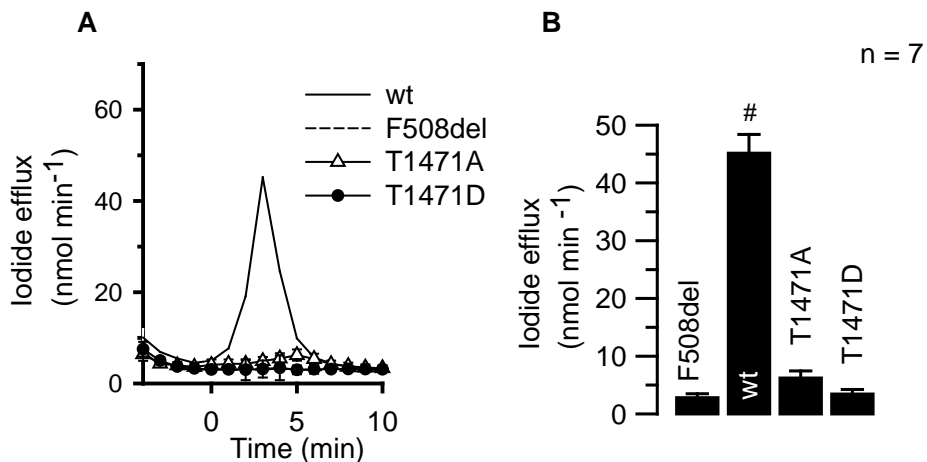 A
Iodide efflux
(nmol min-1)
60
40
20
0
0
5
10
Time (min)
wt
F508del
T1471A
T1471D
B
n = 7
#
Iodide efflux
(nmol min -1)
50
40
30
20
10
0
F508del
wt
T1471A
T1471D